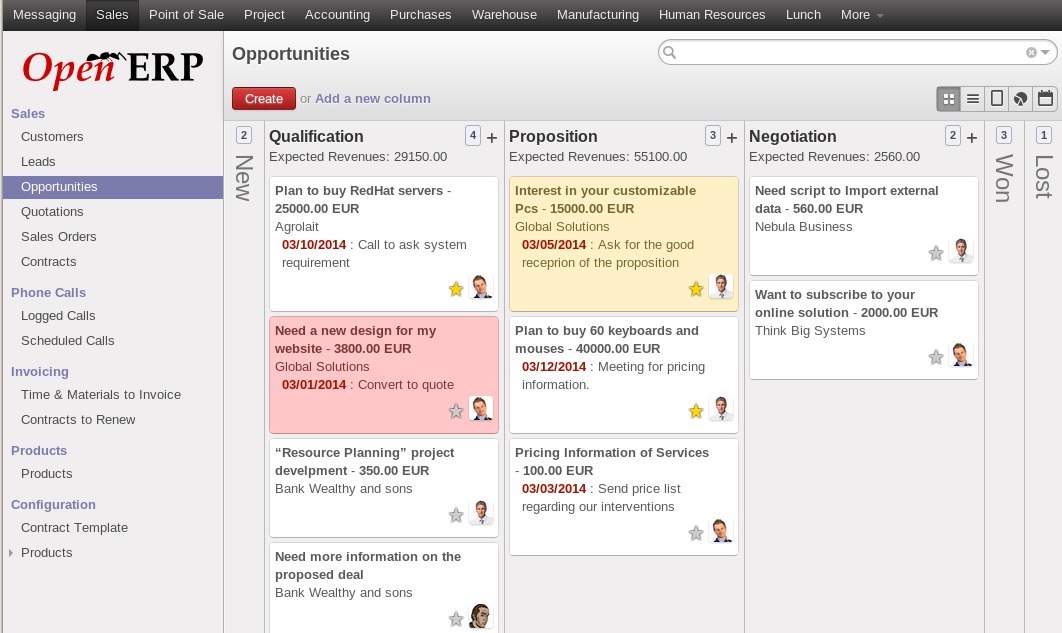 Messaging Sales Point of Sale Project Accounting Purchases Warehouse Manufacturing Human Resources Lunch More
Open ERP
Sales
Customers
Leads
Opportunities
Quotations
Sales Orders
Contracts
Phone Calls
Logged Calls
Scheduled Calls
Invoicing
Time & Materials to Invoice
Contracts to Renew
Products
Products
Configuration
Contract Template
Products
Opportunities
Create or Add a new column
2
New
Qualification 4 +
Expected Revenues: 29150.00
Plan to buy RedHat servers -
25000.00 EUR
Agrolait
03/10/2014 : Call to ask system
requirement
Need a new design for my
website - 3800.00 EUR
Global Solutions
03/01/2014 : Convert to quote
“Resource Planning” project
develpment - 350.00 EUR
Bank Wealthy and sons
Need more information on the
proposed deal
Bank Wealthy and sons
Proposition 3 +
Expected Revenues: 55100.00
Interest in your customizable
Pcs - 15000.00 EUR
Global Solutions
03/05/2014 : Ask for the good
receprion of the proposition
Plan to buy 60 keyboards and
mouses - 40000.00 EUR
03/12/2014 : Meeting for pricing
information.
Pricing Information of Services
- 100.00 EUR
03/03/2014 : Send price list
regarding our interventions
Negotiation 2 +
Expected Revenues: 2560.00
Need script to Import external
data - 560.00 EUR
Nebula Business
Want to subscribe to your
online solution - 2000.00 EUR
Think Big Systems
3
Won
1
Lost